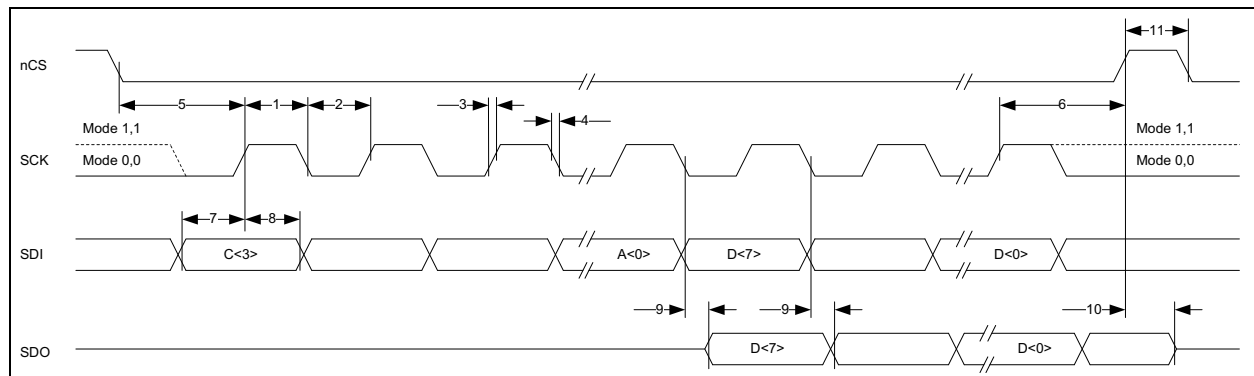 nCS
11
5
1
2
3
4
6
Mode 1,1
Mode 1,1
SCK
Mode 0,0
Mode 0,0
7
8
SDI
C<3>
A<0>
D<7>
D<0>
9
9
10
SDO
D<7>
D<0>